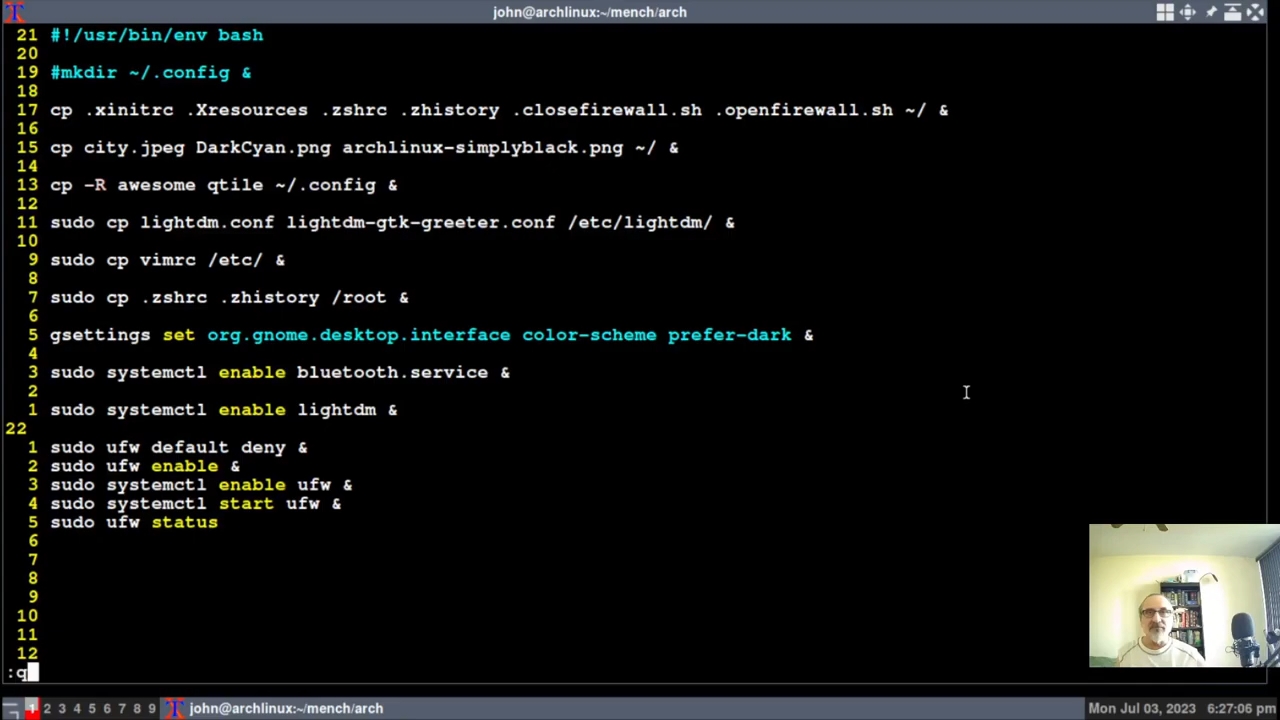 john@archlinux:~/mench/arch
21 #!/usr/bin/env bash
20
19 #mkdir ~/.config &
18
17 cp .xinitrc .Xresources .zshrc .zhistory .closefirewall.sh .openfirewall.sh ~/ &
16
15 cp city.jpeg DarkCyan.png archlinux-simplyblack.png ~/ &
14
13 cp -R awesome qtile ~/.config &
12
11 sudo cp lightdm.conf lightdm-gtk-greeter.conf /etc/lightdm/ &
10
9 sudo cp vimrc /etc/ &
8
7 sudo cp .zshrc .zhistory /root &
6
5 gsettings set org.gnome.desktop.interface color-scheme prefer-dark &
4
3 sudo systemctl enable bluetooth.service &
2
1 sudo systemctl enable lightdm &
22
1 sudo ufw default deny &
2 sudo ufw enable &
3 sudo systemctl enable ufw &
4 sudo systemctl start ufw &
5 sudo ufw status
6
7
8
9
10
11
12
:q
1 2 3 4 5 6 7 8 9 john@archlinux:~/mench/arch Mon Jul 03, 2023 6:27:06 pm